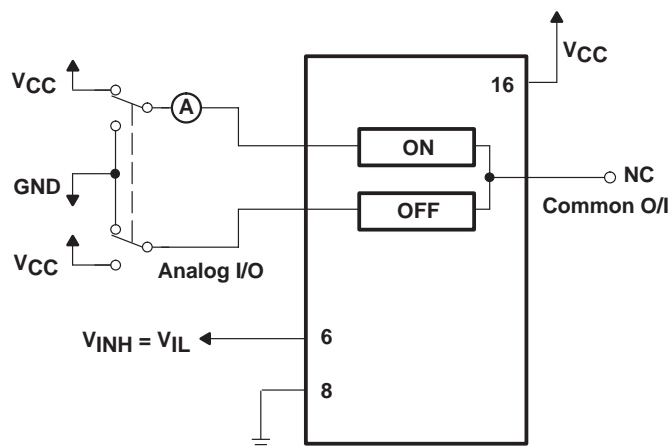 VCC
16
VCC
A
ON
NC
GND
OFF
Common O/I
VCC
Analog I/O
VINH = VIL
6
8